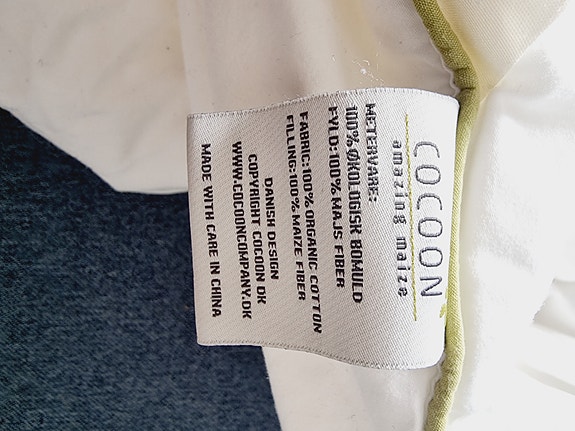 COCOON
amazing maize
METERVARE:
100% ØKOLOGISK BOMULD
FYLD:100% MAJS FIBER
FABRIC:100% ORGANIC COTTON
FILLING:100% MAIZE FIBER
DANISH DESIGN
COPYRIGHT COCOON DK
WWW.COCOONCOMPANY.DK
MADE WITH CARE IN CHINA